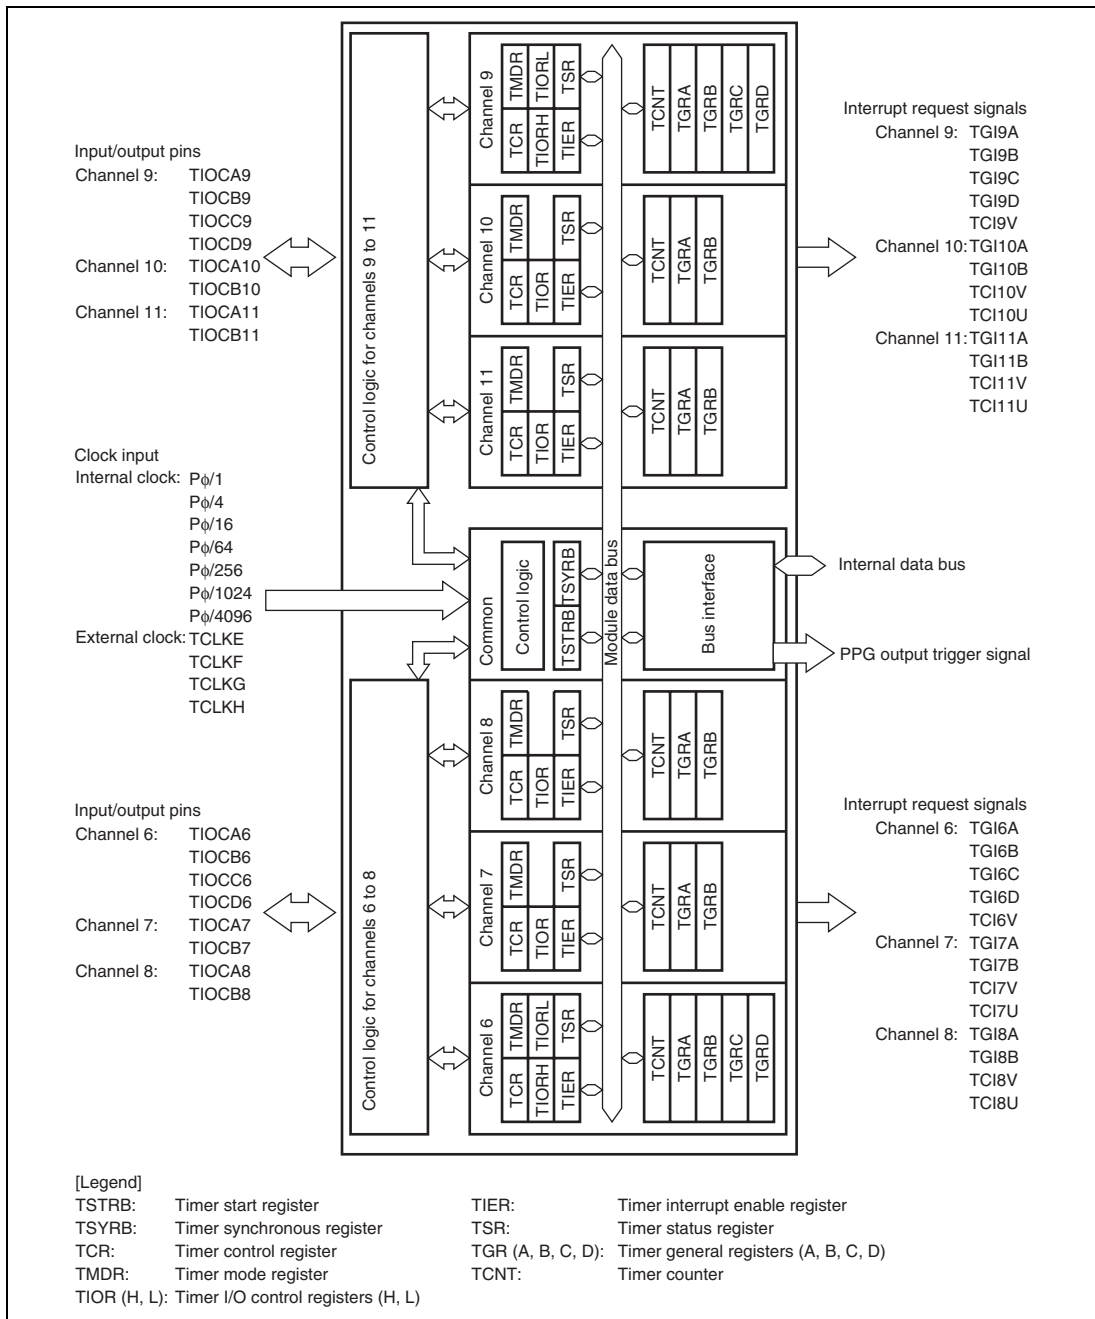 Input/output pins
Channel 9: TIOCA9
TIOCB9
TIOCC9
TIOCD9
Channel 10: TIOCA10
TIOCB10
Channel 11: TIOCA11
TIOCB11
Clock input
Internal clock: Pϕ/1
Pϕ/4
Pϕ/16
Pϕ/64
Pϕ/256
Pϕ/1024
Pϕ/4096
External clock: TCLKE
TCLKF
TCLKG
TCLKH
Input/output pins
Channel 6: TIOCA6
TIOCB6
TIOCC6
TIOCD6
Channel 7: TIOCA7
TIOCB7
Channel 8: TIOCA8
TIOCB8
Control logic for channels 9 to 11
Control logic for channels 6 to 8
Channel 9
TMDR
TIORL
TSR
TCR
TIORH
TIER
TCNT
TGRA
TGRB
TGRC
TGRD
Channel 10
TMDR
TSR
TCR
TIOR
TIER
TCNT
TGRA
TGRB
Channel 11
TMDR
TSR
TCR
TIOR
TIER
TCNT
TGRA
TGRB
Common
Control logic
TSYRB
TSTRB
Module data bus
Bus interface
Channel 8
TMDR
TSR
TCR
TIOR
TIER
TCNT
TGRA
TGRB
Channel 7
TMDR
TSR
TCR
TIOR
TIER
TCNT
TGRA
TGRB
Channel 6
TMDR
TIORL
TSR
TCR
TIORH
TIER
TCNT
TGRA
TGRB
TGRC
TGRD
Interrupt request signals
Channel 9: TGI9A
TGI9B
TGI9C
TGI9D
TCI9V
Channel 10: TGI10A
TGI10B
TCI10V
TCI10U
Channel 11: TGI11A
TGI11B
TCI11V
TCI11U
Internal data bus
PPG output trigger signal
Interrupt request signals
Channel 6: TGI6A
TGI6B
TGI6C
TGI6D
TCI6V
Channel 7: TGI7A
TGI7B
TCI7V
TCI7U
Channel 8: TGI8A
TGI8B
TCI8V
TCI8U
[Legend]
TSTRB: Timer start register
TSYRB: Timer synchronous register
TCR: Timer control register
TMDR: Timer mode register
TIOR (H, L): Timer I/O control registers (H, L)
TIER: Timer interrupt enable register
TSR: Timer status register
TGR (A, B, C, D): Timer general registers (A, B, C, D)
TCNT: Timer counter